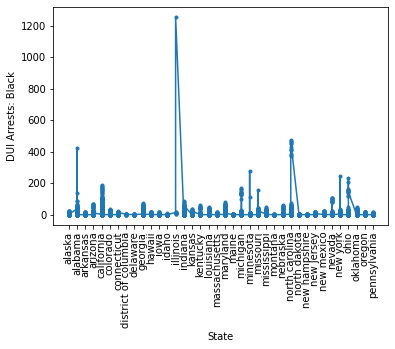 1200
1000
800
600
400
200
0
DUI Arrests: Black
alaska
alabama
arkansas
arizona
california
colorado
connecticut
district of columbia
delaware
georgia
hawaii
iowa
idaho
illinois
indiana
kansas
kentucky
louisiana
massachusetts
maryland
maine
michigan
minnesota
missouri
mississippi
montana
nebraska
north carolina
north dakota
new hampshire
new jersey
new mexico
nevada
new york
ohio
oklahoma
oregon
pennsylvania
State